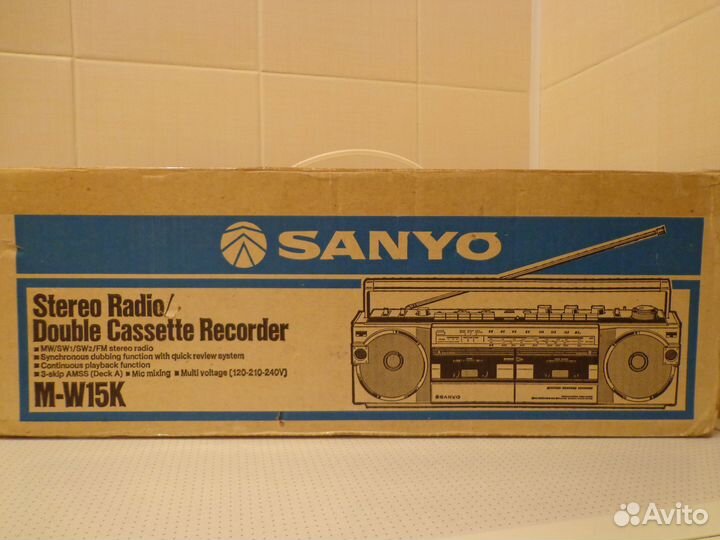 SANYO
Stereo Radio/
Double Cassette Recorder
■ MW/SW1/SW2/FM stereo radio
■ Synchronous dubbing function with quick review system
■ Continuous playback function
■ 3-skip AMSS (Deck A) ■ Mic mixing ■ Multi voltage (120-210-240V)
M-W15K
SANYO
Avito